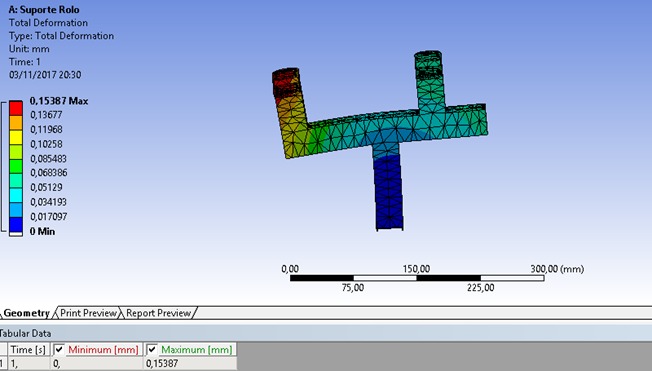 A: Suporte Rolo
Total Deformation
Type: Total Deformation
Unit: mm
Time: 1
03/11/2017 20:30
0,15387 Max
0,13677
0,11968
0,10258
0,085483
0,068386
0,05129
0,034193
0,017097
0 Min
0,00 150,00 300,00 (mm)
75,00 225,00
Geometry Print Preview Report Preview
Tabular Data
Time [s] Minimum [mm] Maximum [mm]
1 1, 0, 0,15387